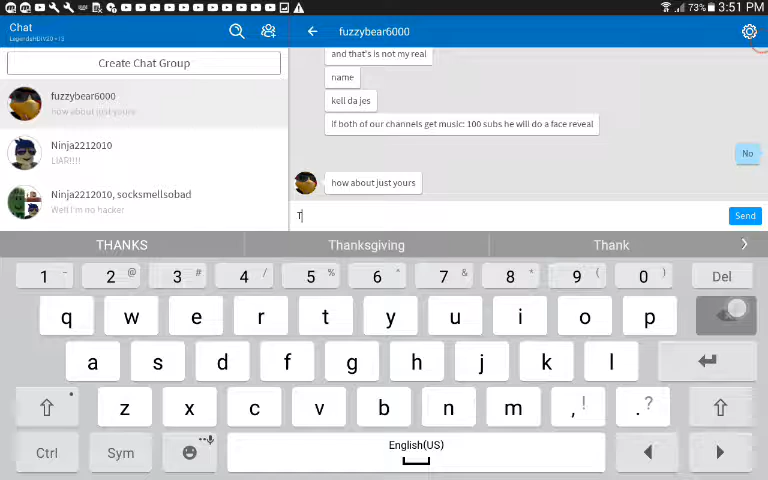 73% 3:51 PM
Chat
fuzzybear6000
Create Chat Group
fuzzybear6000
how about just yours
Ninja2212010
LIAR!!!!
Ninja2212010, socksmellsobad
Well I'm no hacker
and that's is not my real
name
kell da jes
if both of our channels get music: 100 subs he will do a face reveal
No
how about just yours
T
Send
THANKS Thanksgiving Thank
1 - 2 @ 3 # 4 / 5 % 6 ^ 7 & 8 * 9 ( 0 ) Del
q w e r t y u i o p
a s d f g h j k l
z x c v b n m , ! . ?
Ctrl Sym English(US)